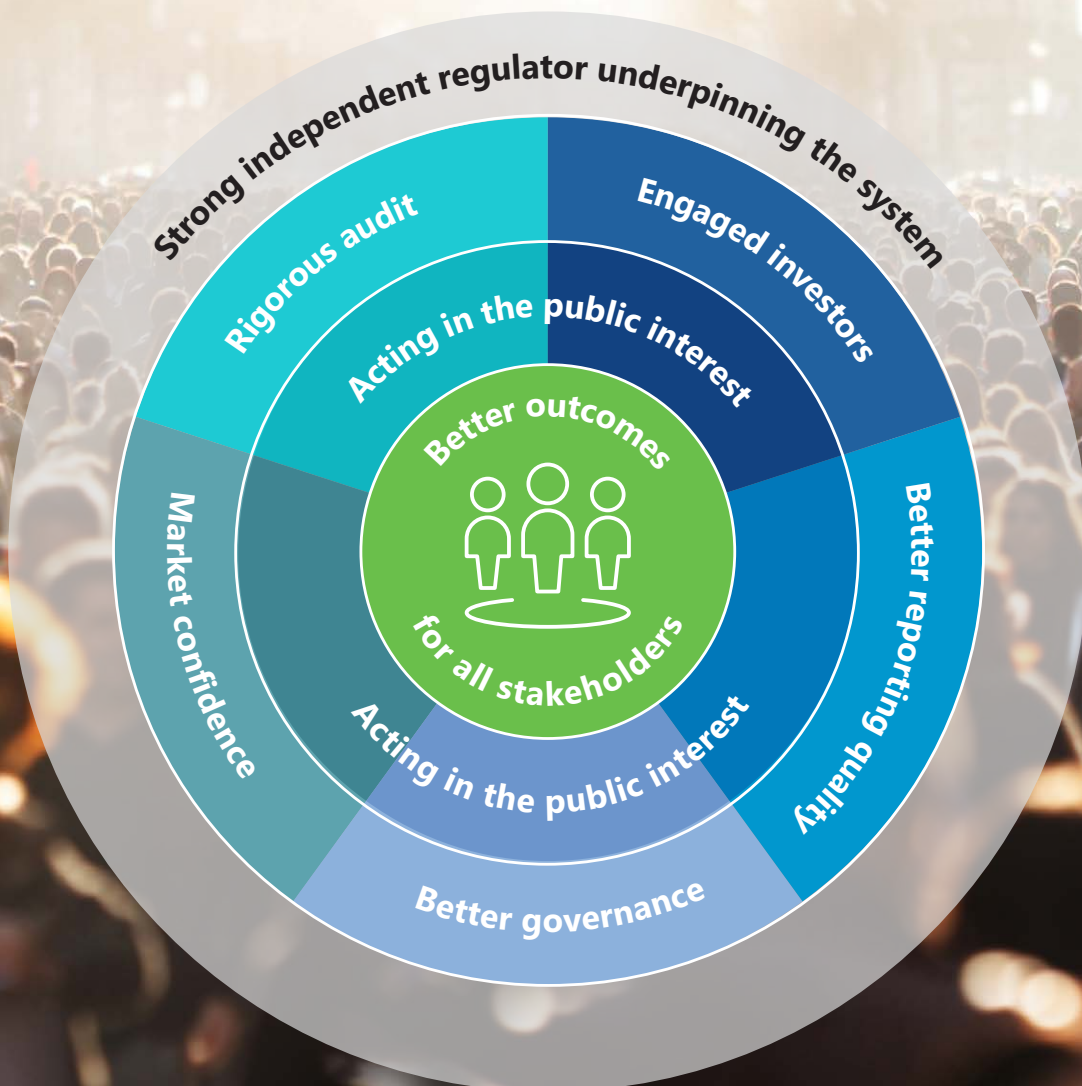 Strong independent regulator underpinning the system
Rigorous audit
Engaged investors
Acting in the public interest
Better outcomes
for all stakeholders
Market confidence
Better reporting quality
Acting in the public interest
Better governance